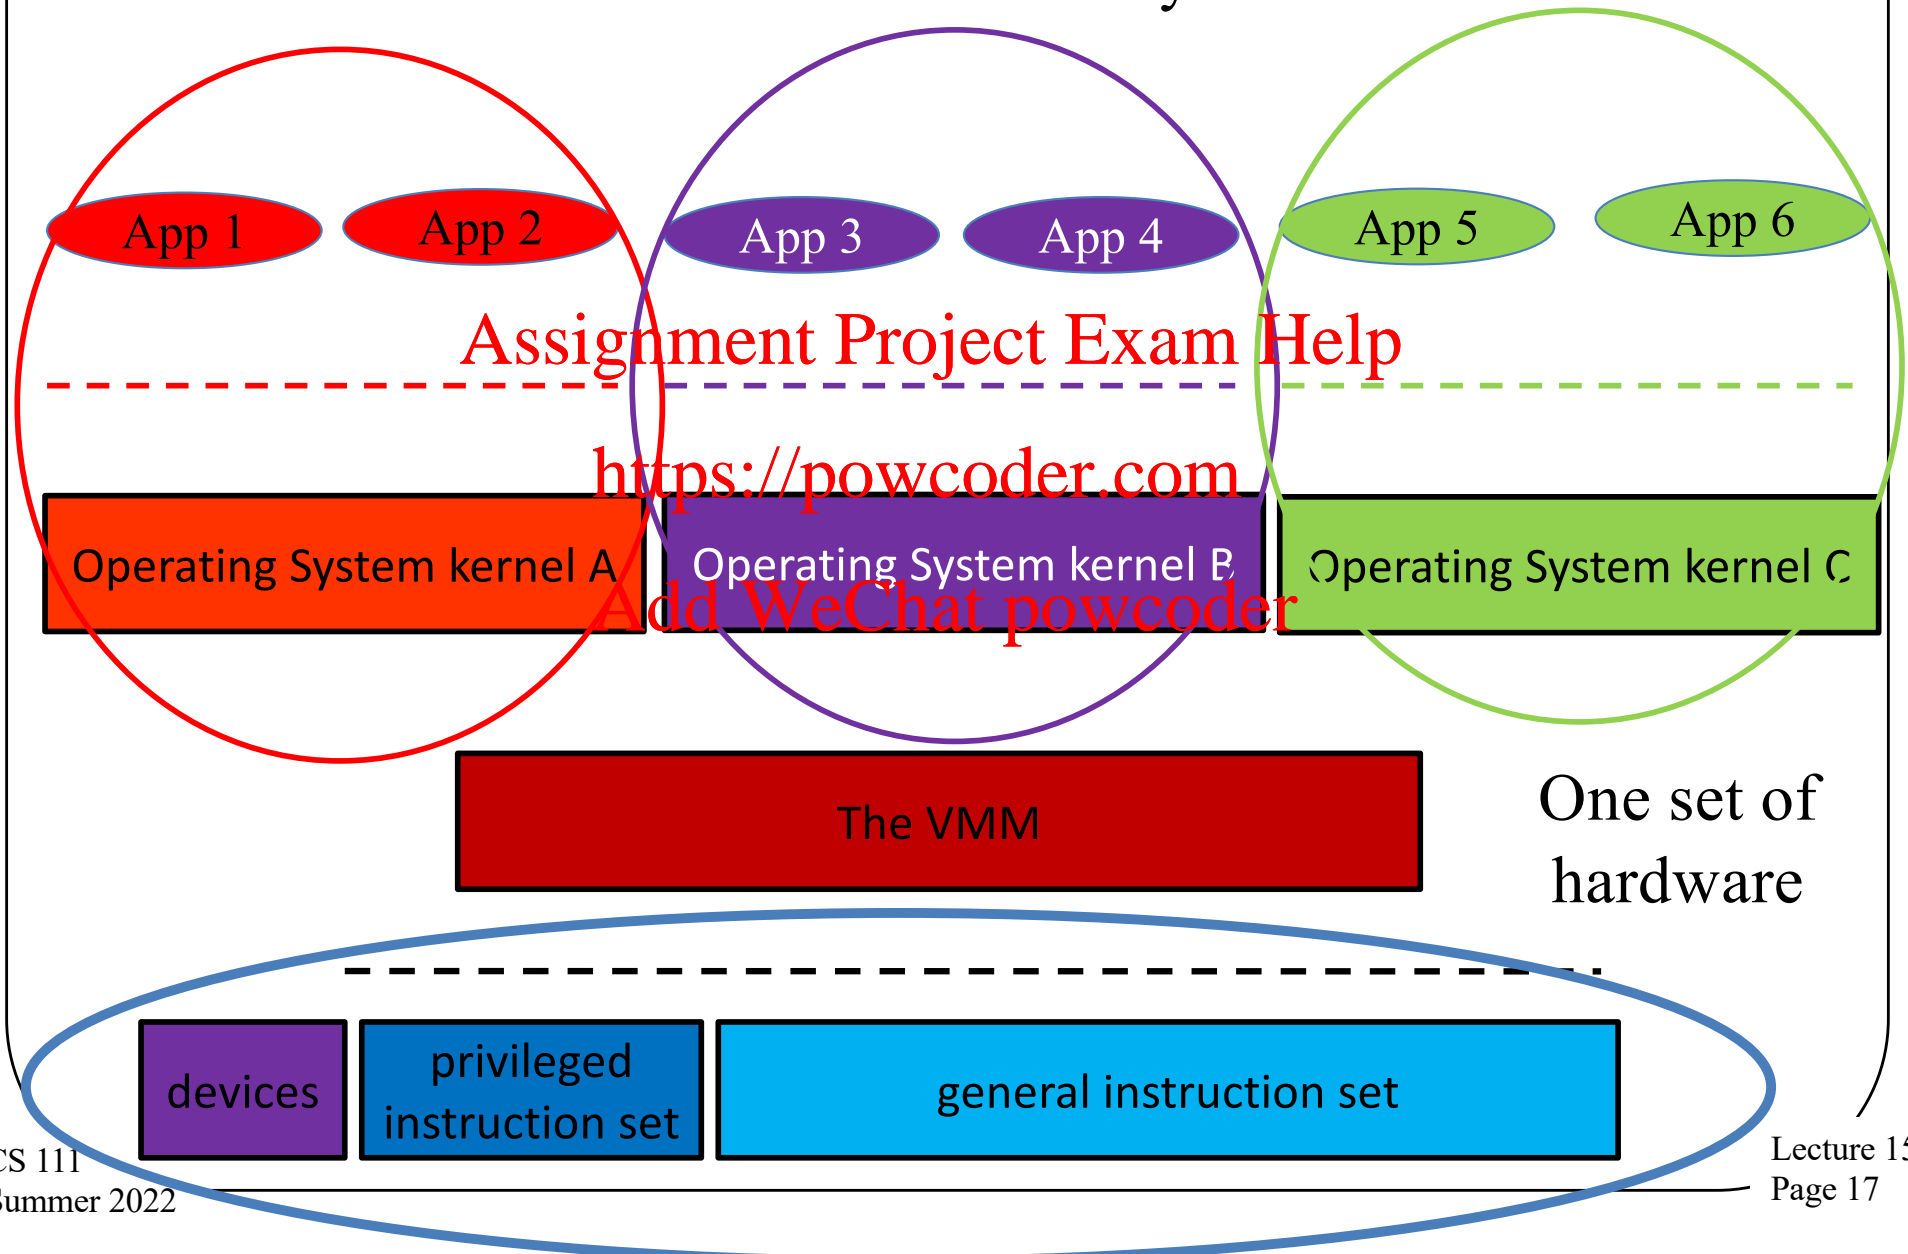 App 1
App 2
App 3
App 4
App 5
App 6
Assignment Project Exam Help
https://powcoder.com
Operating System kernel A
Operating System kernel B
Operating System kernel C
Add WeChat powcoder
The VMM
One set of
hardware
devices
privileged
instruction set
general instruction set
CS 111
Summer 2022
Lecture 15
Page 17